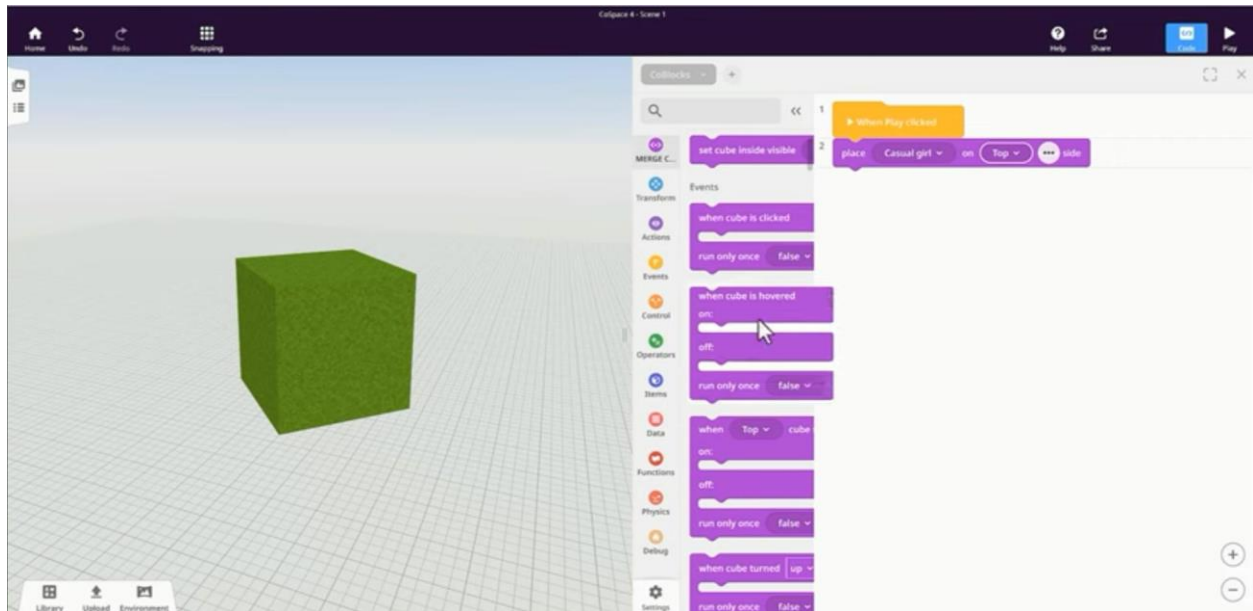 CoSpace 4 - Scene 1
Home
Undo
Redo
Snapping
Help
Share
Code
Play
CoBlocks
MERGE C...
Transform
Actions
Events
Control
Operators
Items
Data
Functions
Physics
Debug
Settings
set cube inside visible
Events
when cube is clicked
run only once false
when cube is hovered
on:
off:
run only once false
when Top cube
on:
off:
run only once false
when cube turned up
run only once false
1
When Play clicked
2
place Casual girl on Top ... side
Library
Upload
Environment